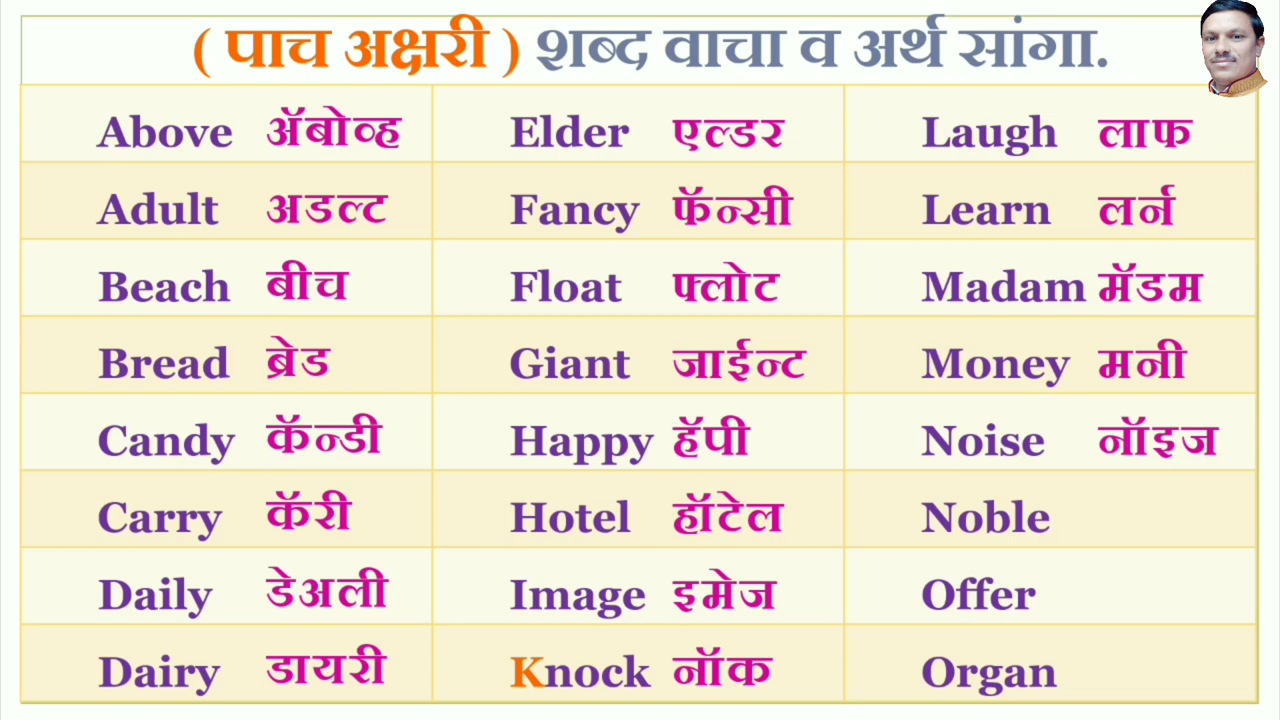 ( पाच अक्षरी ) शब्द वाचा व अर्थ सांगा.
Above ॲबोव्ह Elder एल्डर Laugh लाफ
Adult अडल्ट Fancy फॅन्सी Learn लर्न
Beach बीच Float फ्लोट Madam मॅडम
Bread ब्रेड Giant जाईन्ट Money मनी
Candy कॅन्डी Happy हॅपी Noise नॉइज
Carry कॅरी Hotel हॉटेल Noble
Daily डेअली Image इमेज Offer
Dairy डायरी Knock नॉक Organ